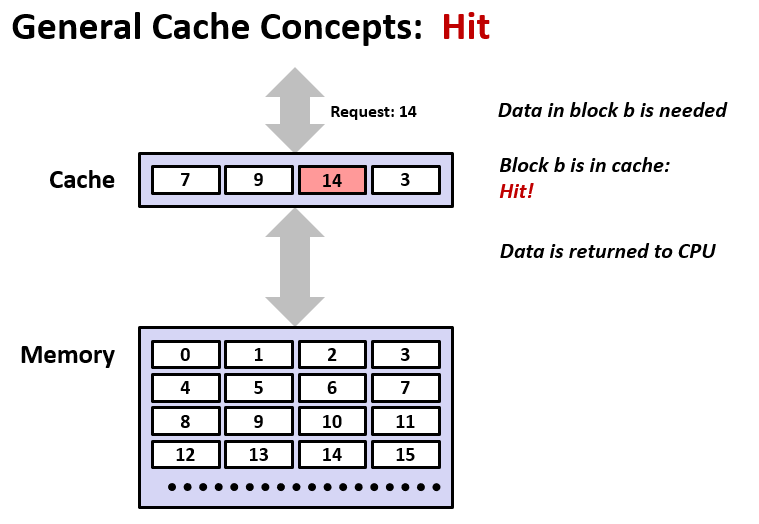 General Cache Concepts: Hit
Request: 14
Data in block b is needed
Cache
7 9 14 3
Block b is in cache:
Hit!
Data is returned to CPU
Memory
0 1 2 3
4 5 6 7
8 9 10 11
12 13 14 15